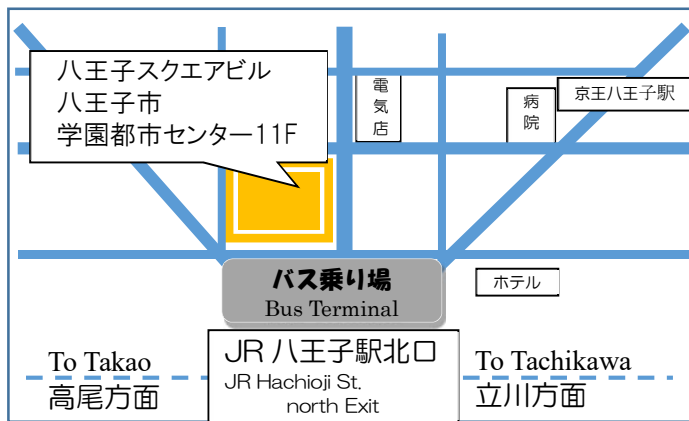 八王子スクエアビル
八王子市
学園都市センター11F
電気店
病院
京王八王子駅
バス乗り場
Bus Terminal
ホテル
JR 八王子駅北口
JR Hachioji St.
north Exit
To Takao
高尾方面
To Tachikawa
立川方面